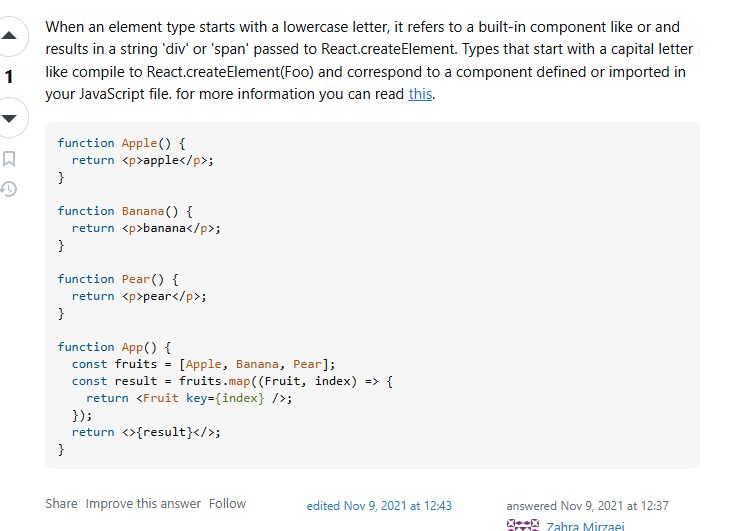 When an element type starts with a lowercase letter, it refers to a built-in component like or and
results in a string 'div' or 'span' passed to React.createElement. Types that start with a capital letter
like compile to React.createElement(Foo) and correspond to a component defined or imported in
1
your JavaScript file. for more information you can read this.
function Apple() {
  return <p>apple</p>;
}
function Banana() {
  return <p>banana</p>;
}
function Pear() {
  return <p>pear</p>;
}
function App() {
  const fruits = [Apple, Banana, Pear];
  const result = fruits.map((Fruit, index) => {
    return <Fruit key={index} />;
  });
  return <>{result}</>;
}
Share Improve this answer Follow
edited Nov 9, 2021 at 12:43
answered Nov 9, 2021 at 12:37
Zahra Mirzaei